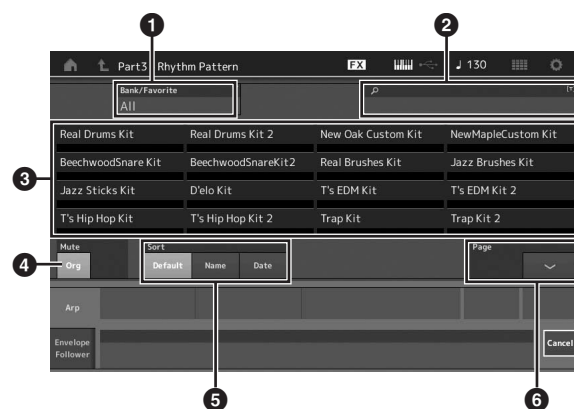 1
2
Part3 Rhythm Pattern
FX
130
Bank/Favorite
All
Real Drums Kit
Real Drums Kit 2
New Oak Custom Kit
NewMapleCustom Kit
BeechwoodSnare Kit
BeechwoodSnareKit2
Real Brushes Kit
Jazz Brushes Kit
3
Jazz Sticks Kit
D'elo Kit
T's EDM Kit
T's EDM Kit 2
T's Hip Hop Kit
T's Hip Hop Kit 2
Trap Kit
Trap Kit 2
Mute
Sort
Page
4
Org
Default
Name
Date
Arp
Envelope
Follower
Cancel
5
6